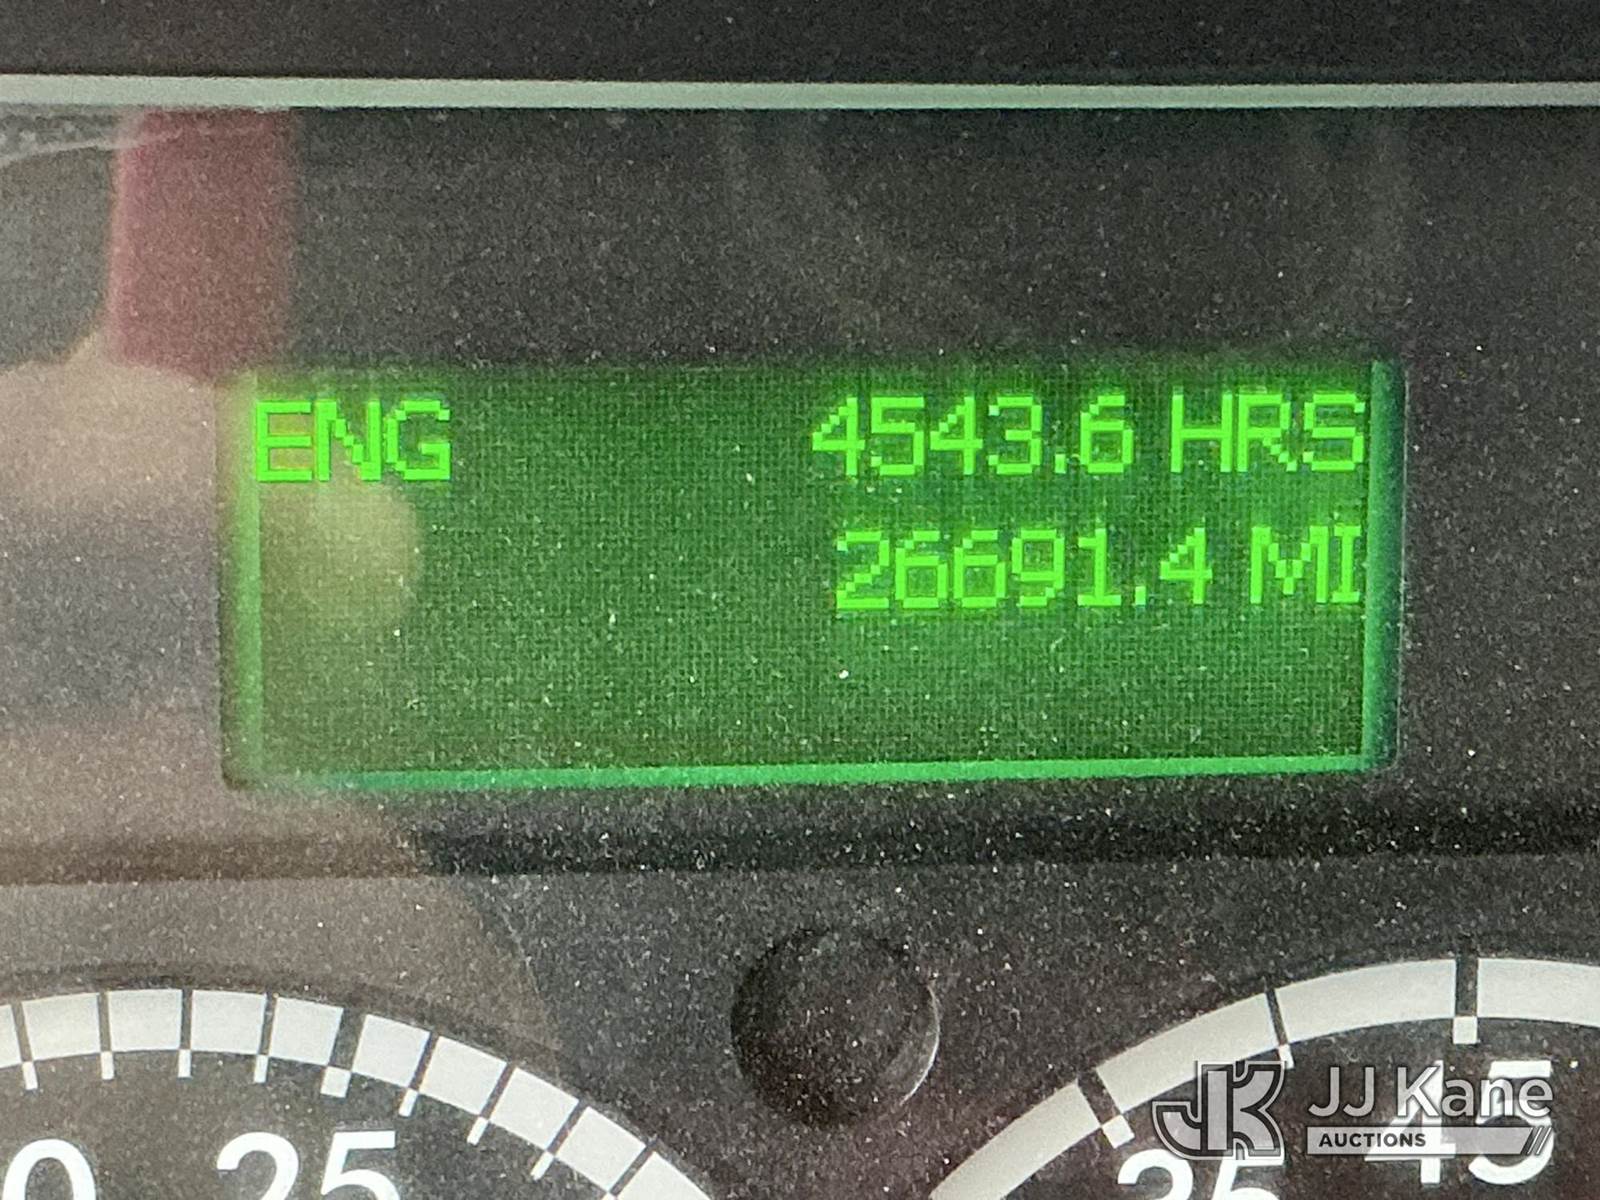 ENG 4543.6 HRS
26691.4 MI
25
45
JJ Kane
AUCTIONS